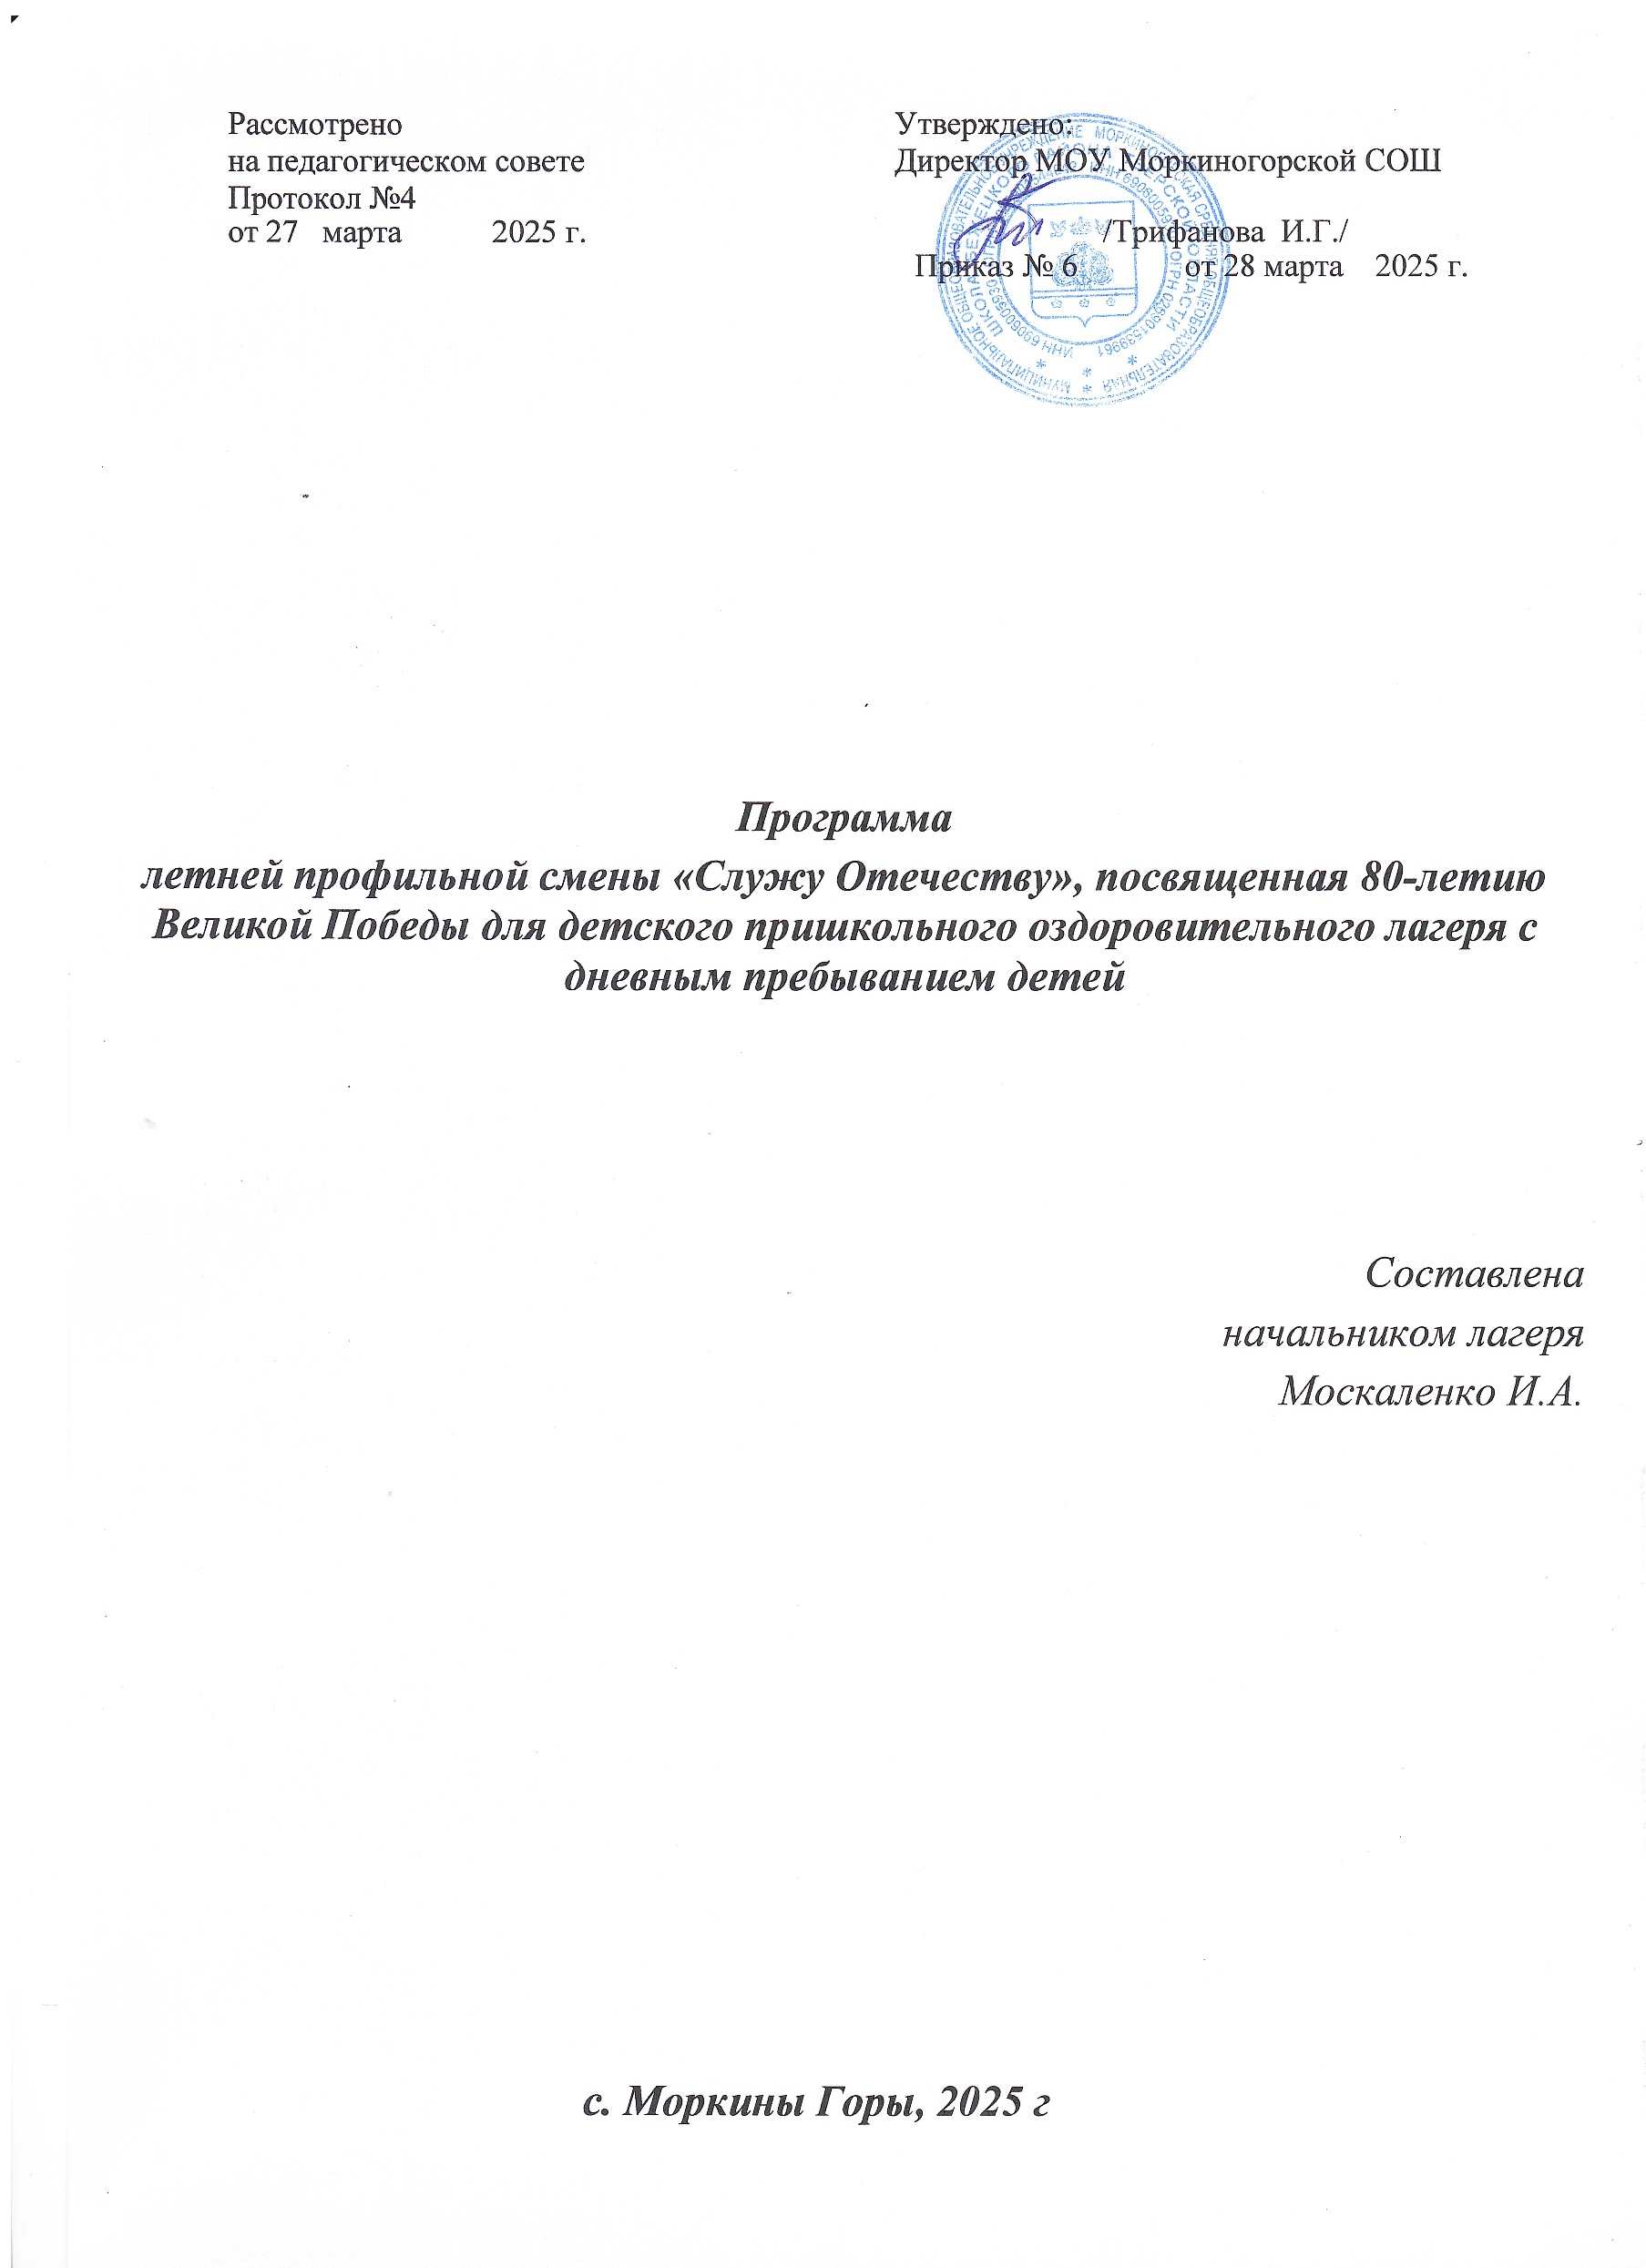 Рассмотрено
на педагогическом совете
Протокол №4
от 27 марта 2025 г.
Утверждено:
Директор МОУ Моркиногорской СОШ
/Трифанова И.Г./
Приказ № 6 от 28 марта 2025 г.
Программа
летней профильной смены «Служу Отечеству», посвященная 80-летию
Великой Победы для детского пришкольного оздоровительного лагеря с
дневным пребыванием детей
Составлена
начальником лагеря
Москаленко И.А.
с. Моркины Горы, 2025 г